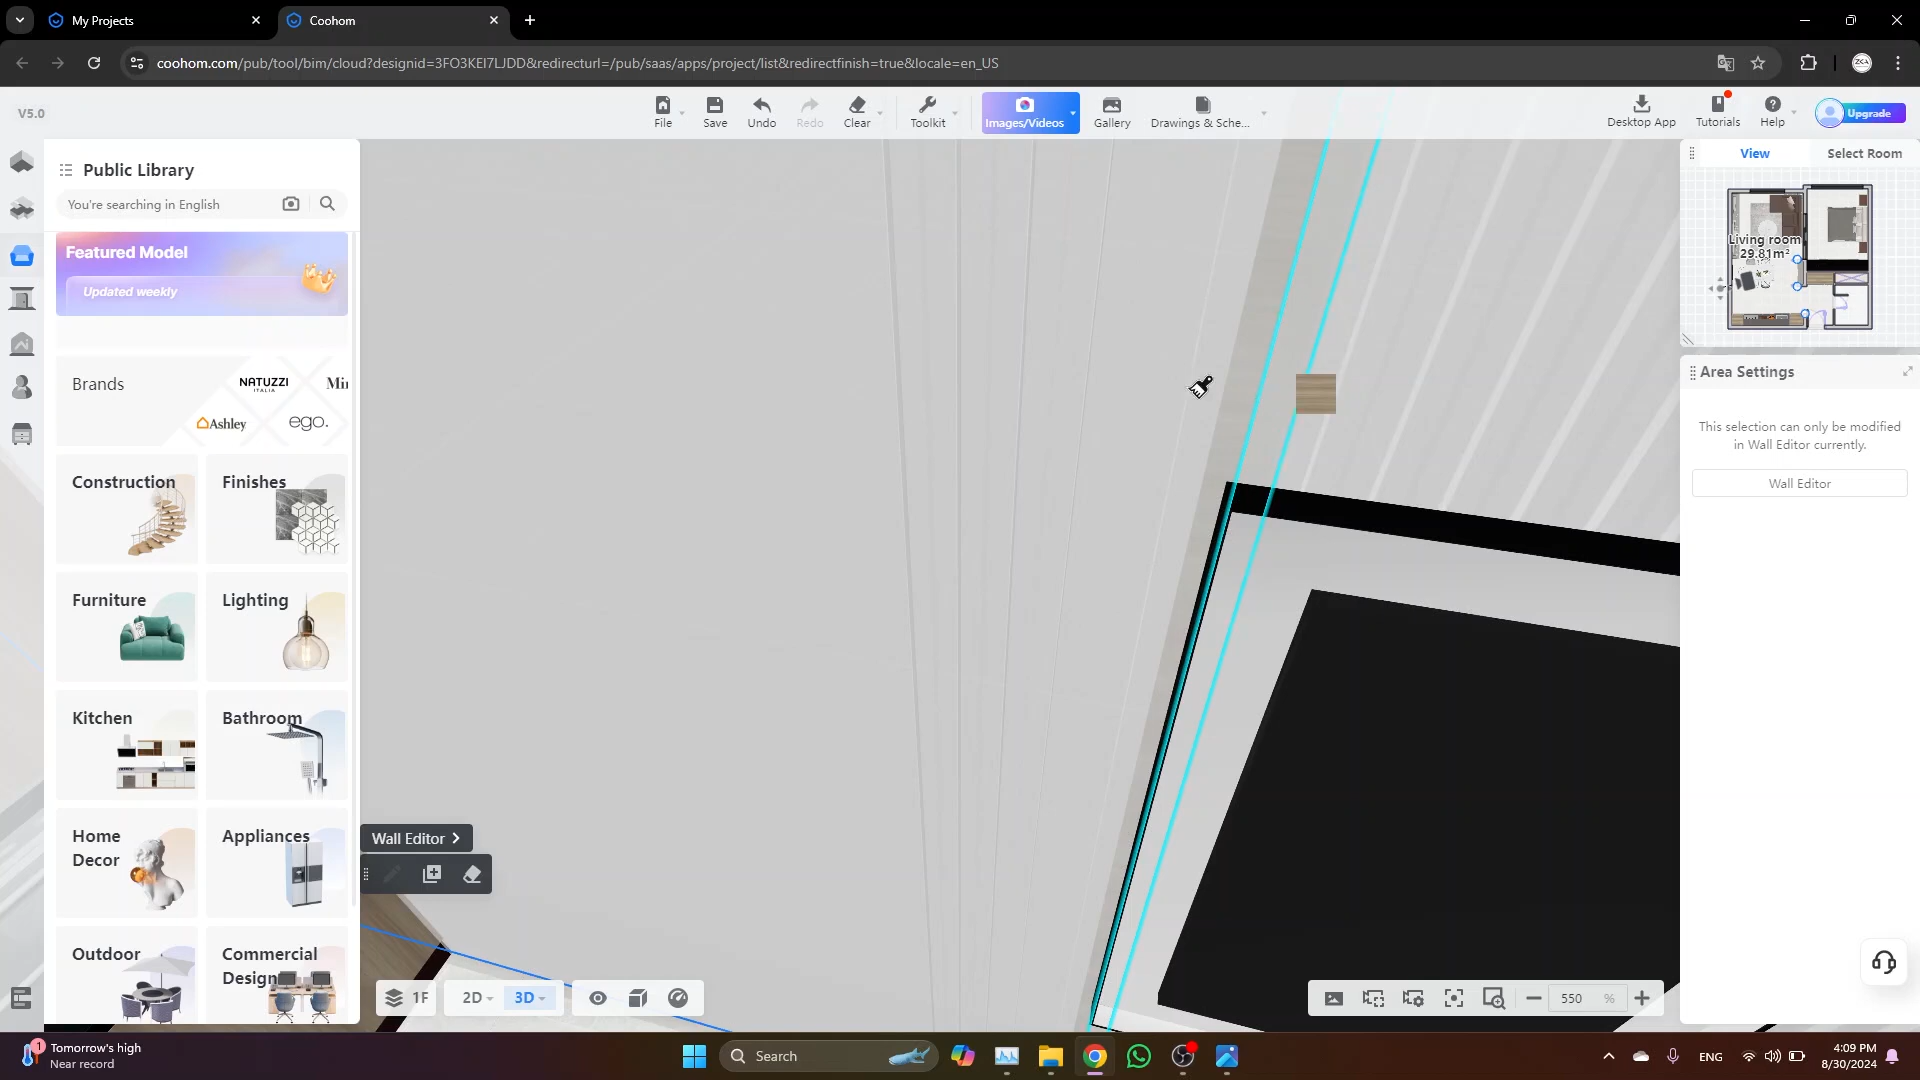 My Projects
Coohom
coohom.com/pub/tool/bim/cloud?designid=3FO3KEI7LJDD&redirecturl=/pub/saas/apps/project/list&redirectfinish=true&locale=en_US
ZCA
V5.0
File
Save
Undo
Redo
Clear
Toolkit
Images/Videos
Gallery
Drawings & Sche...
Desktop App
Tutorials
Help
Upgrade
Public Library
You're searching in English
Featured Model
Updated weekly
Brands
NATUZZI
ITALIA
Min
Ashley
ego.
Construction
Finishes
Furniture
Lighting
Kitchen
Bathroom
Home
Decor
Appliances
Outdoor
Commercial
Design
Wall Editor
1F
2D
3D
View
Select Room
Living room
29.81m²
Area Settings
This selection can only be modified
in Wall Editor currently.
Wall Editor
550
%
1
Tomorrow's high
Near record
Search
ENG
4:09 PM
8/30/2024